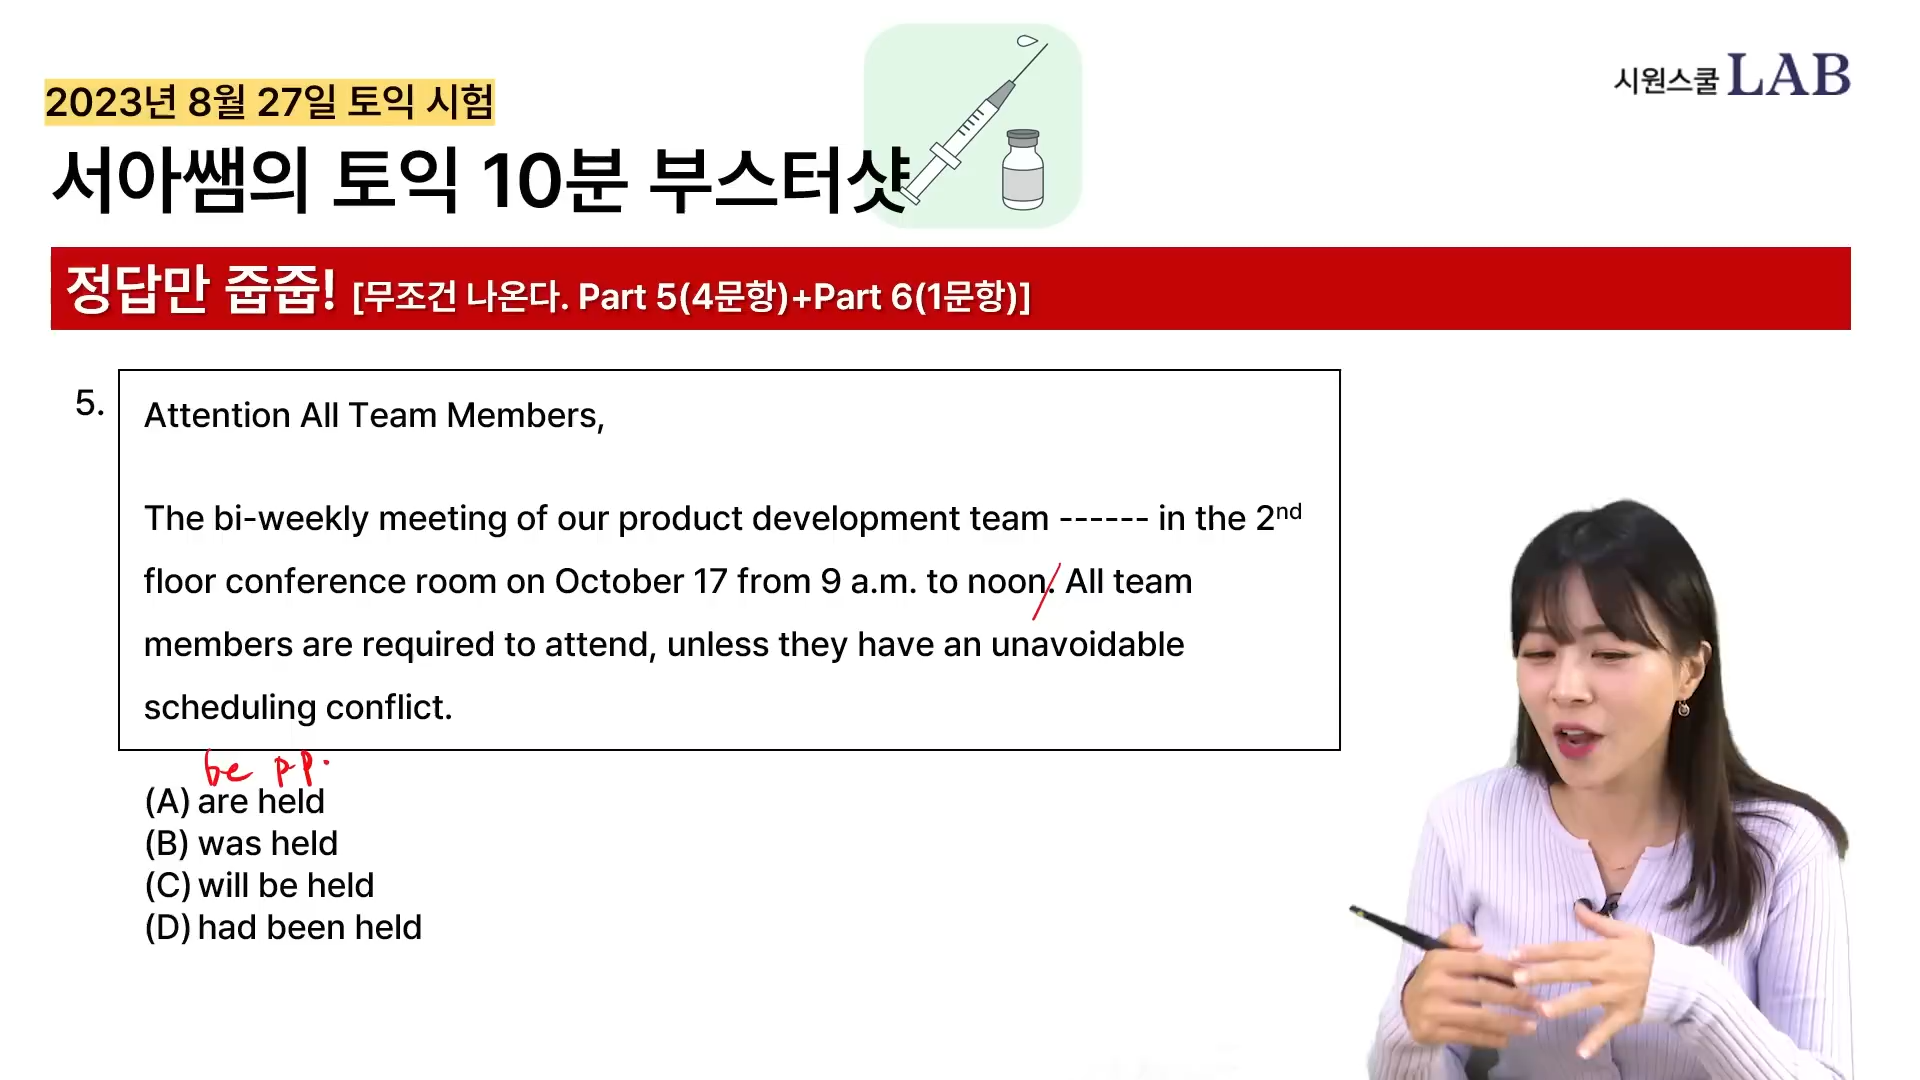 2023년 8월 27일 토익 시험
시원스쿨 LAB
서아쌤의 토익 10분 부스터샷
정답만 줍줍! [무조건 나온다. Part 5(4문항)+Part 6(1문항)]
5.
Attention All Team Members,
The bi-weekly meeting of our product development team ------ in the 2nd
floor conference room on October 17 from 9 a.m. to noon. All team
members are required to attend, unless they have an unavoidable
scheduling conflict.
be pp.
(A) are held
(B) was held
(C) will be held
(D) had been held